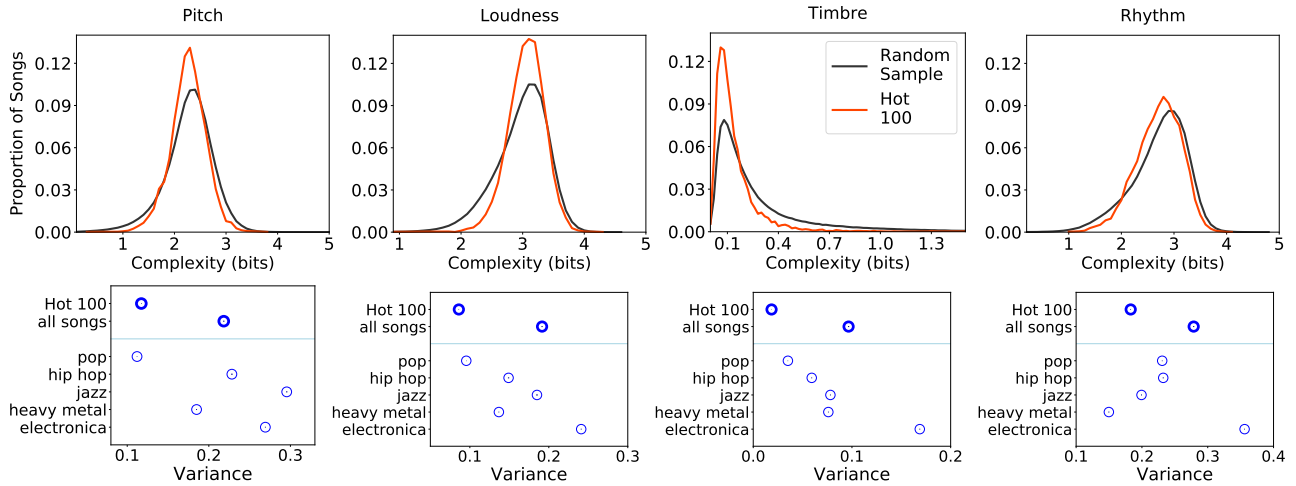 Pitch
Loudness
Timbre
Rhythm
Proportion of Songs
0.12
0.09
0.06
0.03
0.00
1 2 3 4 5
Complexity (bits)
0.12
0.09
0.06
0.03
0.00
1 2 3 4 5
Complexity (bits)
0.12
0.09
0.06
0.03
0.00
0.1 0.4 0.7 1.0 1.3
Complexity (bits)
Random
Sample
Hot
100
0.12
0.09
0.06
0.03
0.00
1 2 3 4 5
Complexity (bits)
Hot 100
all songs
pop
hip hop
jazz
heavy metal
electronica
0.1 0.2 0.3
Variance
Hot 100
all songs
pop
hip hop
jazz
heavy metal
electronica
0.1 0.2 0.3
Variance
Hot 100
all songs
pop
hip hop
jazz
heavy metal
electronica
0.0 0.1 0.2
Variance
Hot 100
all songs
pop
hip hop
jazz
heavy metal
electronica
0.1 0.2 0.3 0.4
Variance